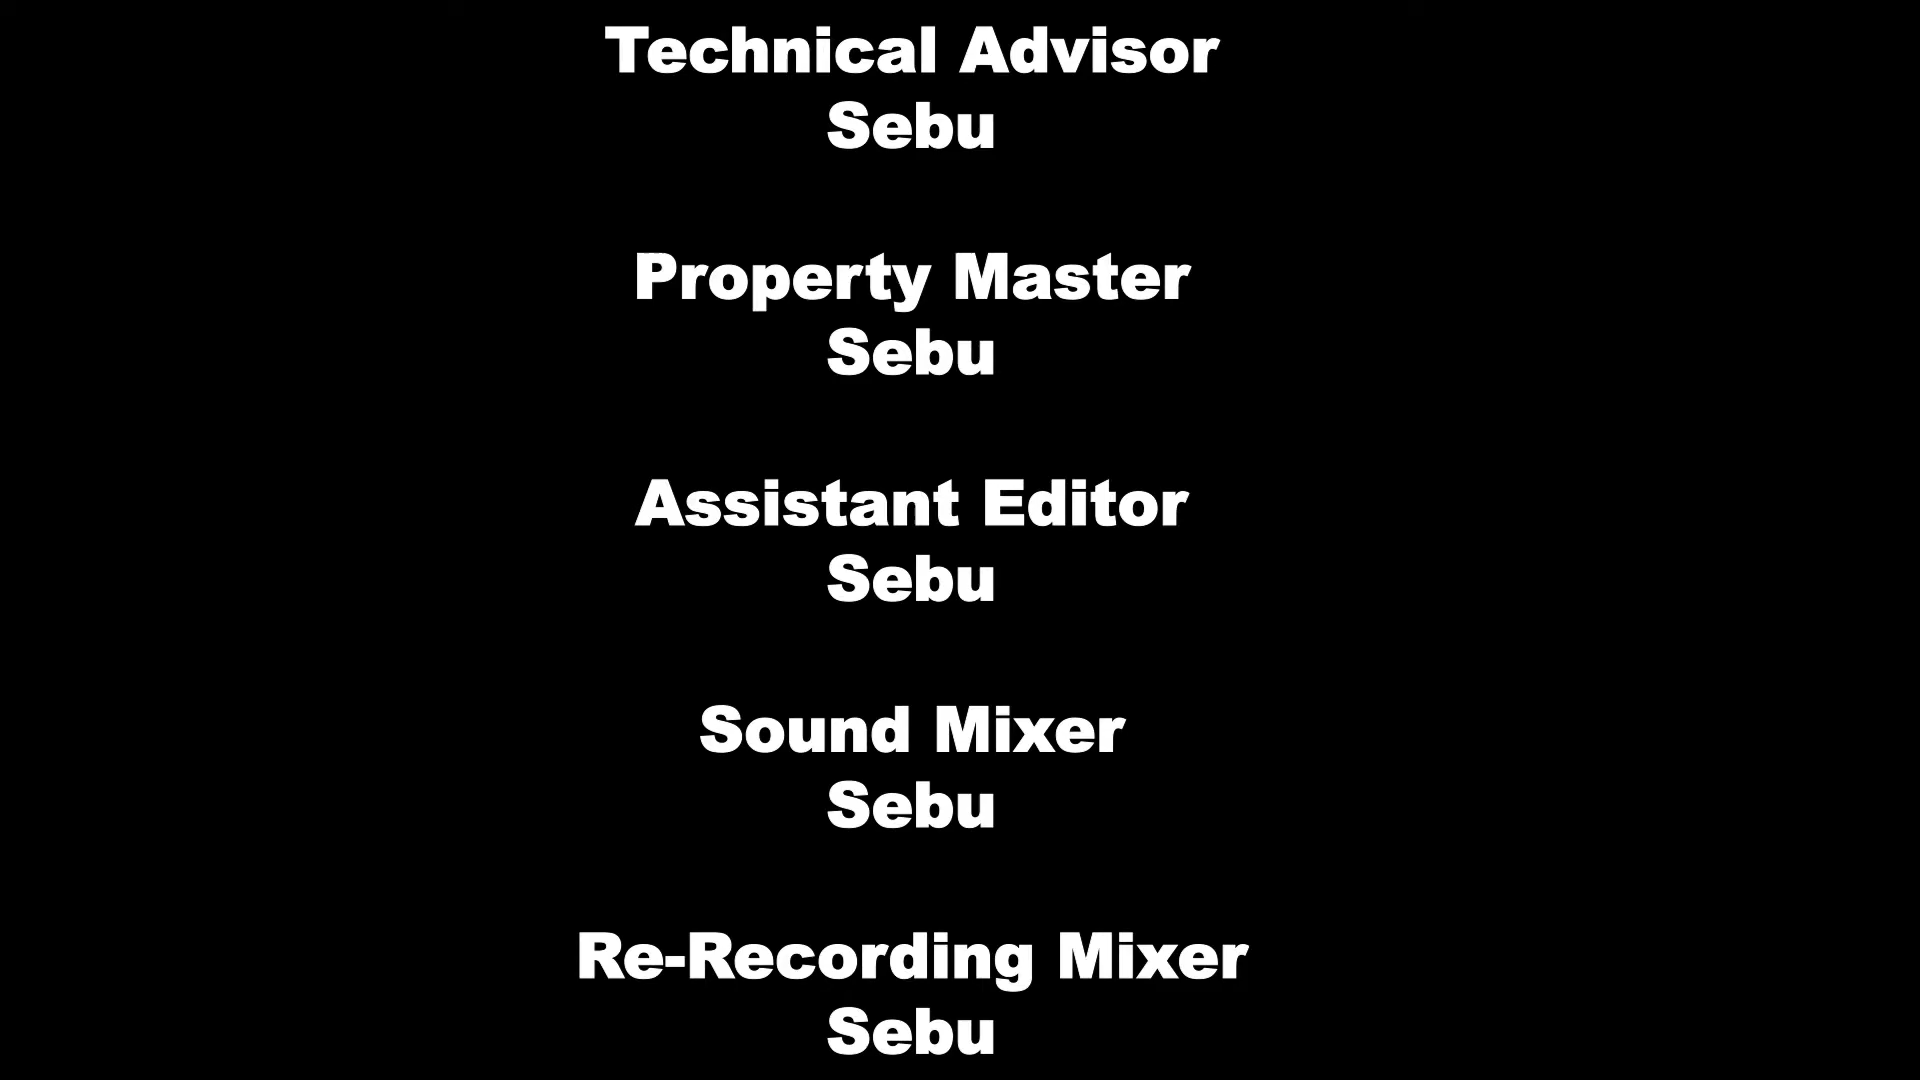 Technical Advisor
Sebu
Property Master
Sebu
Assistant Editor
Sebu
Sound Mixer
Sebu
Re-Recording Mixer
Sebu